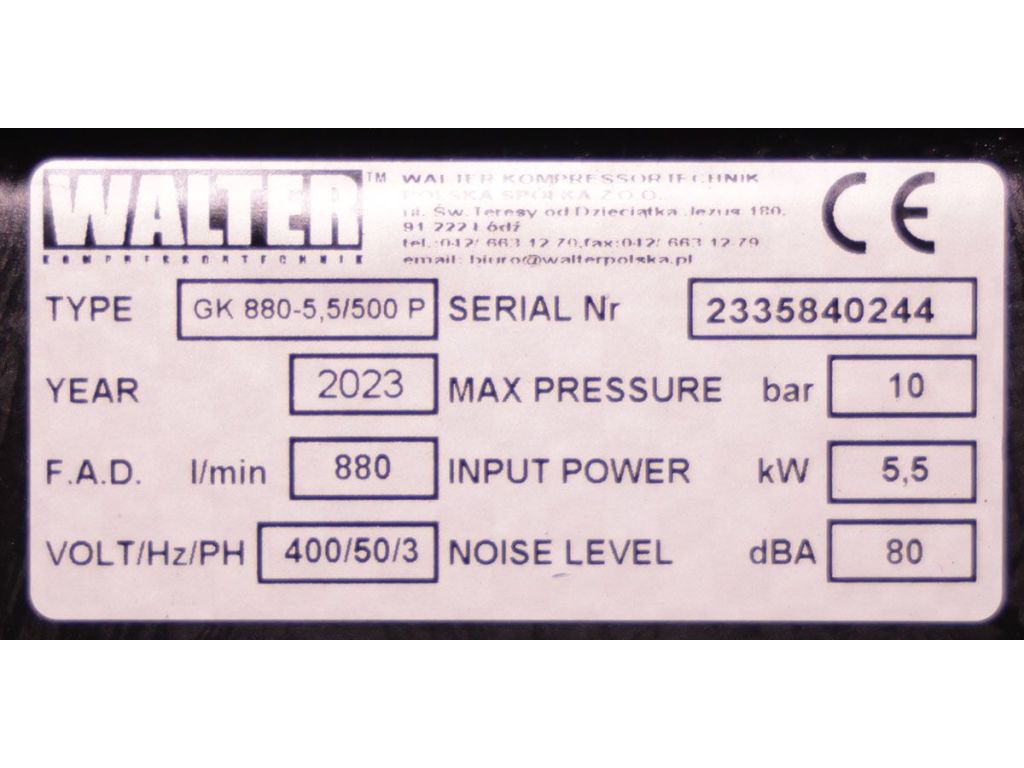 WALTER™
KOMPRESSORTECHNIK
WALTER KOMPRESSORTECHNIK
POLSKA SPÓŁKA Z.O.O.
ul. Św. Teresy od Dzieciątka Jezus 180,
91 222 Łódź
tel.:042/ 663 12 70,fax:042/ 663 12 79
email: biuro@walterpolska.pl
CE
TYPE GK 880-5,5/500 P SERIAL Nr 2335840244
YEAR 2023 MAX PRESSURE bar 10
F.A.D. l/min 880 INPUT POWER kW 5,5
VOLT/Hz/PH 400/50/3 NOISE LEVEL dBA 80